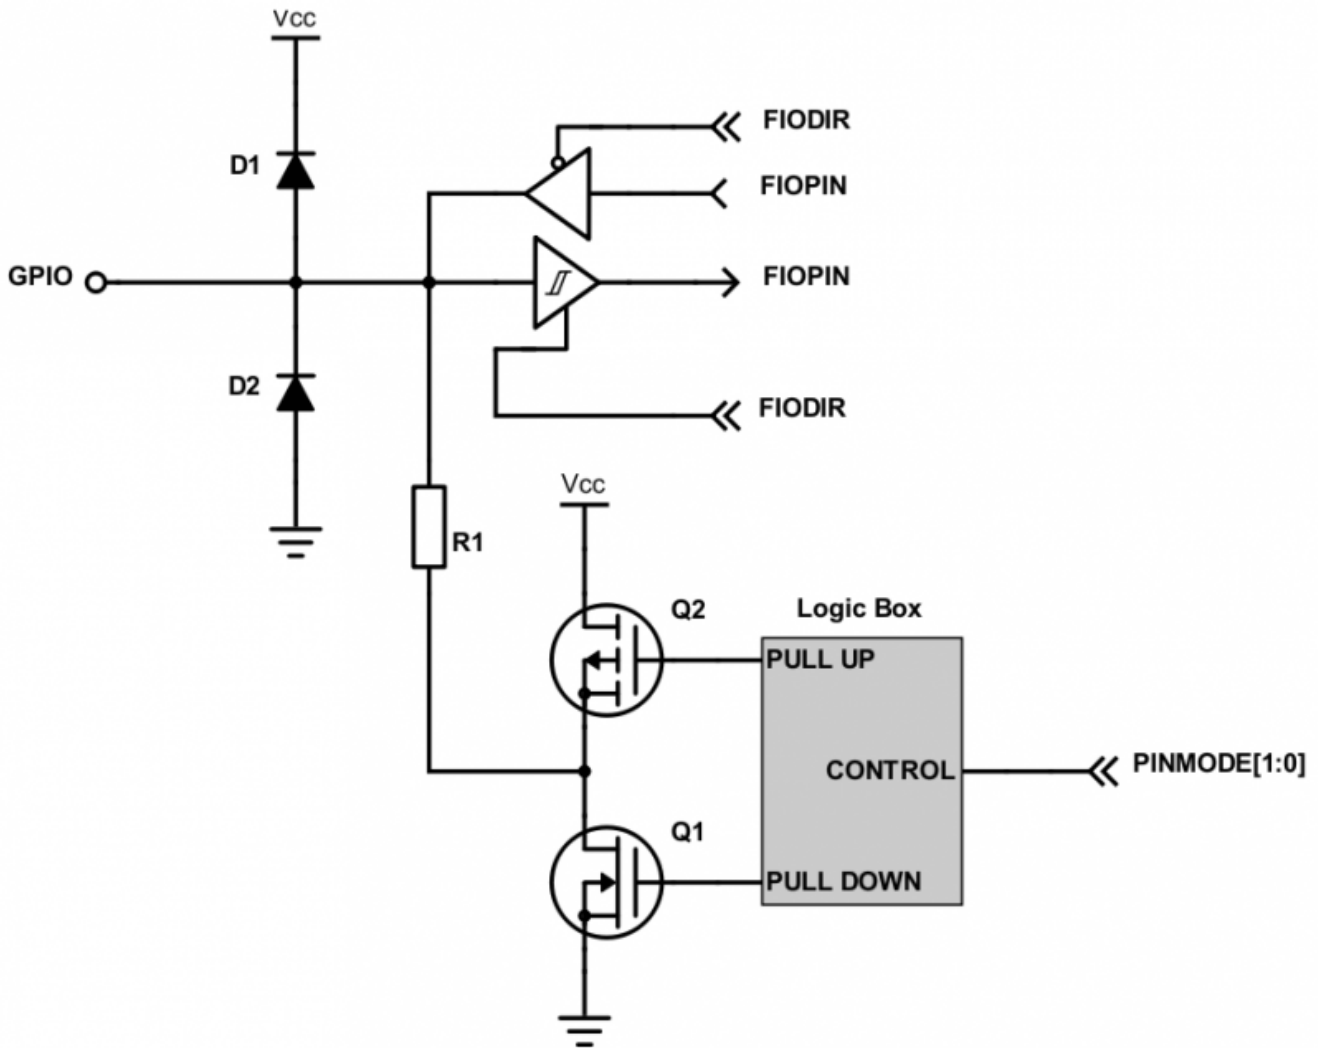 Vcc
FIODIR
D1
FIOPIN
GPIO
FIOPIN
D2
FIODIR
Vcc
R1
Q2
Logic Box
PULL UP
CONTROL
PINMODE[1:0]
Q1
PULL DOWN